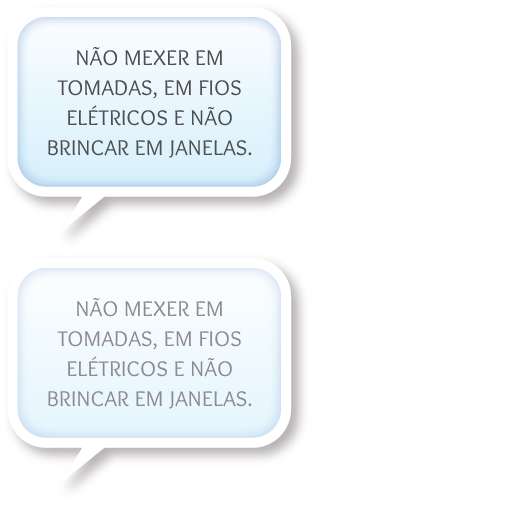 NÃO MEXER EM
TOMADAS, EM FIOS
ELÉTRICOS E NÃO
BRINCAR EM JANELAS.
NÃO MEXER EM
TOMADAS, EM FIOS
ELÉTRICOS E NÃO
BRINCAR EM JANELAS.